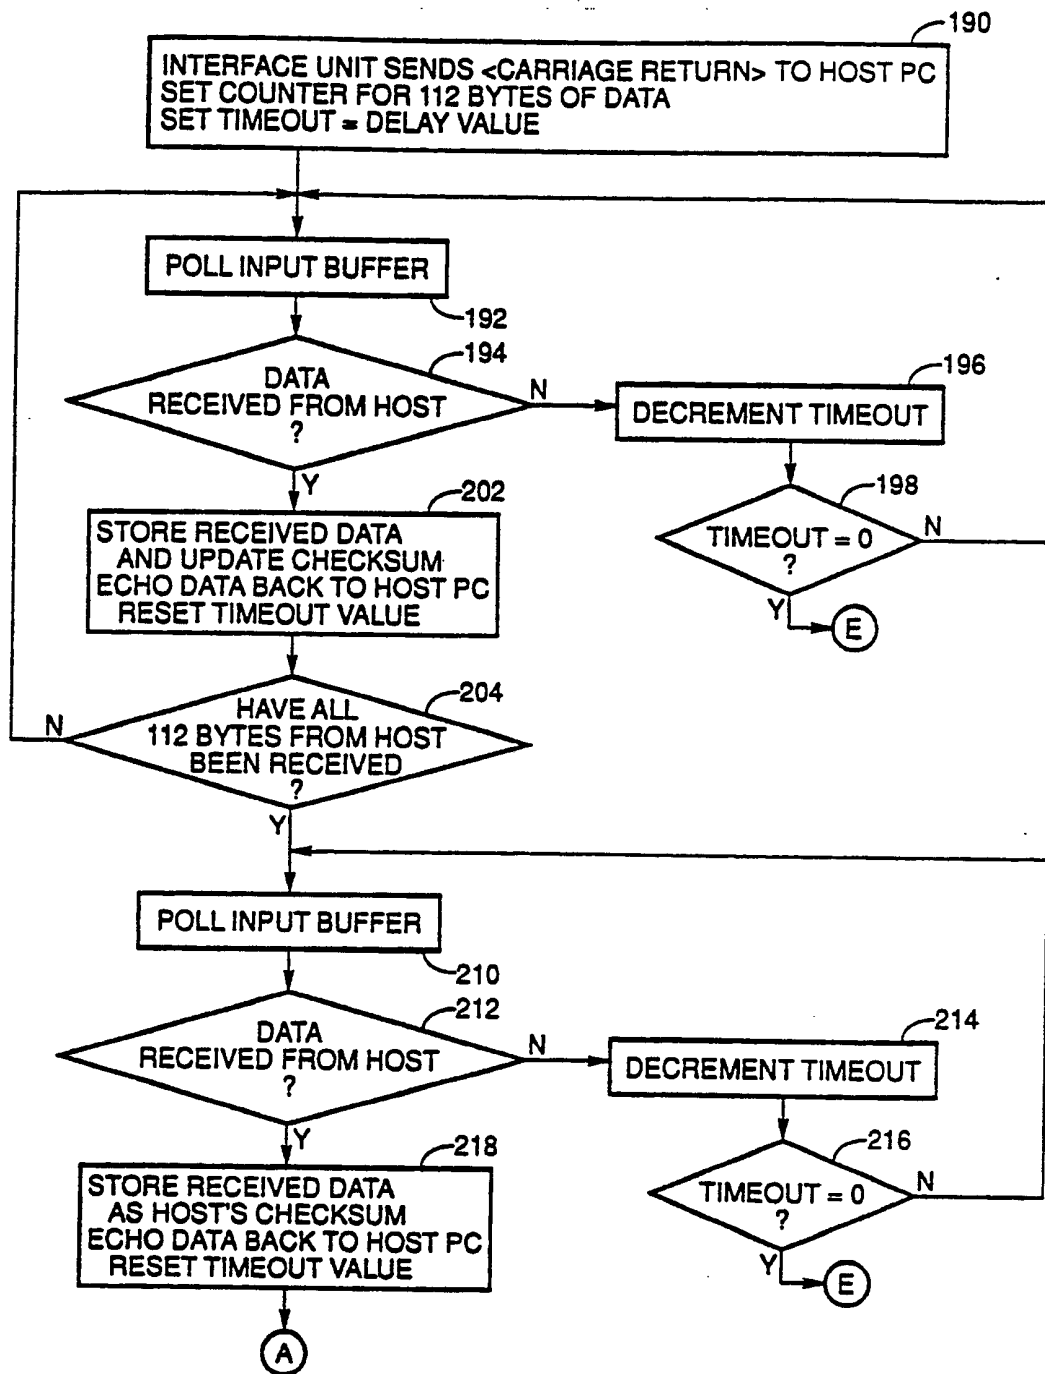 190
INTERFACE UNIT SENDS <CARRIAGE RETURN> TO HOST PC
SET COUNTER FOR 112 BYTES OF DATA
SET TIMEOUT = DELAY VALUE
POLL INPUT BUFFER
192
194
DATA
RECEIVED FROM HOST
?
N
Y
196
DECREMENT TIMEOUT
198
TIMEOUT = 0
?
N
Y
E
202
STORE RECEIVED DATA
AND UPDATE CHECKSUM
ECHO DATA BACK TO HOST PC
RESET TIMEOUT VALUE
204
HAVE ALL
112 BYTES FROM HOST
BEEN RECEIVED
?
N
Y
POLL INPUT BUFFER
210
212
DATA
RECEIVED FROM HOST
?
N
Y
214
DECREMENT TIMEOUT
216
TIMEOUT = 0
?
N
Y
E
218
STORE RECEIVED DATA
AS HOST'S CHECKSUM
ECHO DATA BACK TO HOST PC
RESET TIMEOUT VALUE
A